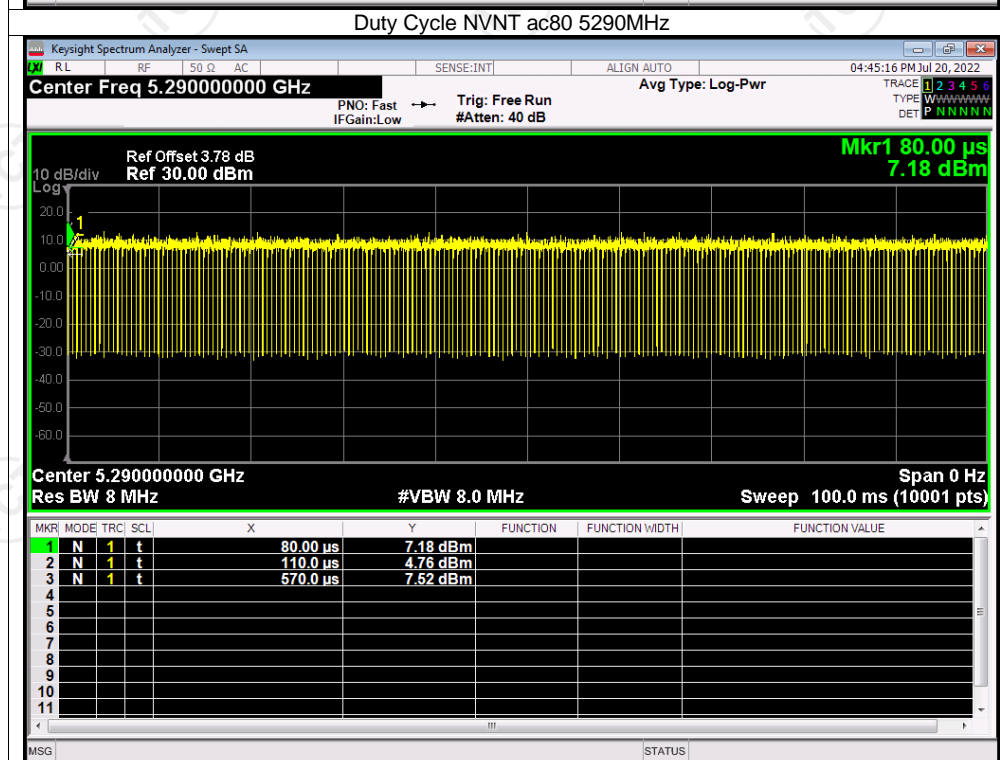 Duty Cycle NVNT ac80 5290MHz
Keysight Spectrum Analyzer - Swept SA
LXI RL RF 50 Ω AC SENSE:INT ALIGN AUTO 04:45:16 PM Jul 20, 2022
Center Freq 5.290000000 GHz
PNO: Fast
IFGain:Low
Trig: Free Run
#Atten: 40 dB
Avg Type: Log-Pwr
TRACE 1 2 3 4 5 6
TYPE W
DET P N N N N N
Mkr1 80.00 µs
7.18 dBm
Ref Offset 3.78 dB
10 dB/div Ref 30.00 dBm
Log
1
20.0
10.0
0.00
-10.0
-20.0
-30.0
-40.0
-50.0
-60.0
Center 5.290000000 GHz Span 0 Hz
Res BW 8 MHz #VBW 8.0 MHz Sweep 100.0 ms (10001 pts)
MKR MODE TRC SCL X Y FUNCTION FUNCTION WIDTH FUNCTION VALUE
1 N 1 t 80.00 µs 7.18 dBm
2 N 1 t 110.0 µs 4.76 dBm
3 N 1 t 570.0 µs 7.52 dBm
4
5
6
7
8
9
10
11
MSG STATUS